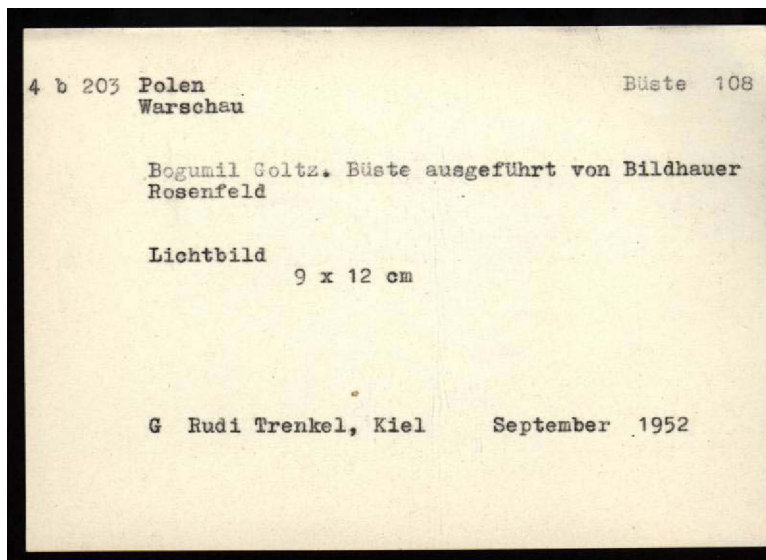 4 b 203 Polen Büste 108
Warschau
Bogumil Goltz. Büste ausgeführt von Bildhauer
Rosenfeld
Lichtbild
9 x 12 cm
G Rudi Trenkel, Kiel September 1952